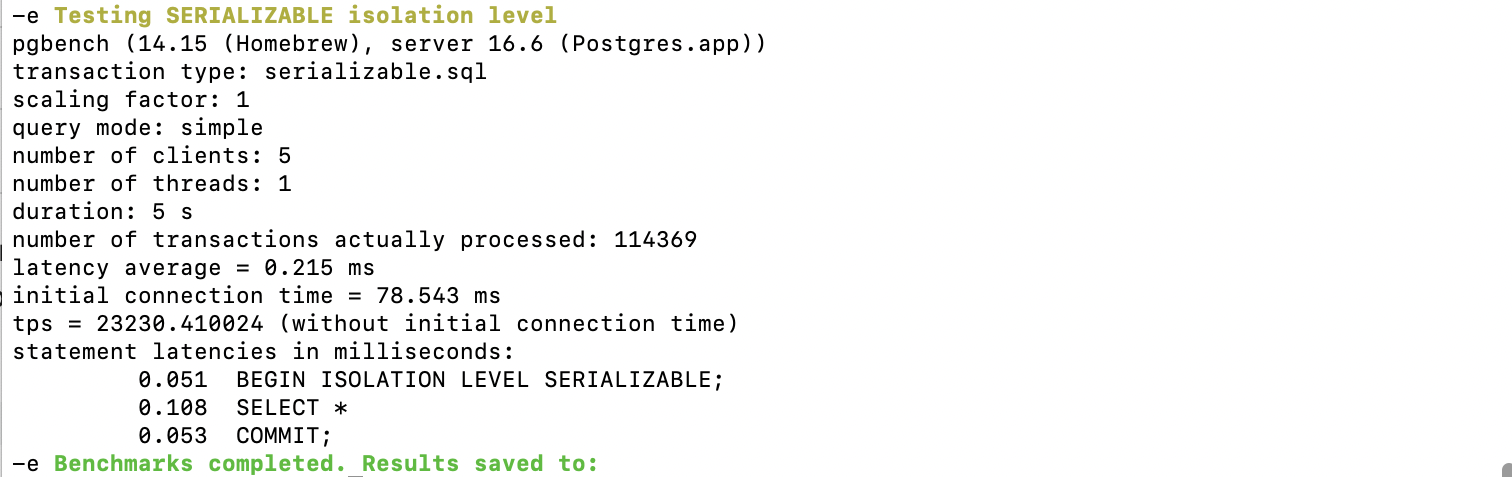 -e Testing SERIALIZABLE isolation level
pgbench (14.15 (Homebrew), server 16.6 (Postgres.app))
transaction type: serializable.sql
scaling factor: 1
query mode: simple
number of clients: 5
number of threads: 1
duration: 5 s
number of transactions actually processed: 114369
latency average = 0.215 ms
initial connection time = 78.543 ms
tps = 23230.410024 (without initial connection time)
statement latencies in milliseconds:
         0.051  BEGIN ISOLATION LEVEL SERIALIZABLE;
         0.108  SELECT *
         0.053  COMMIT;
-e Benchmarks completed. Results saved to: